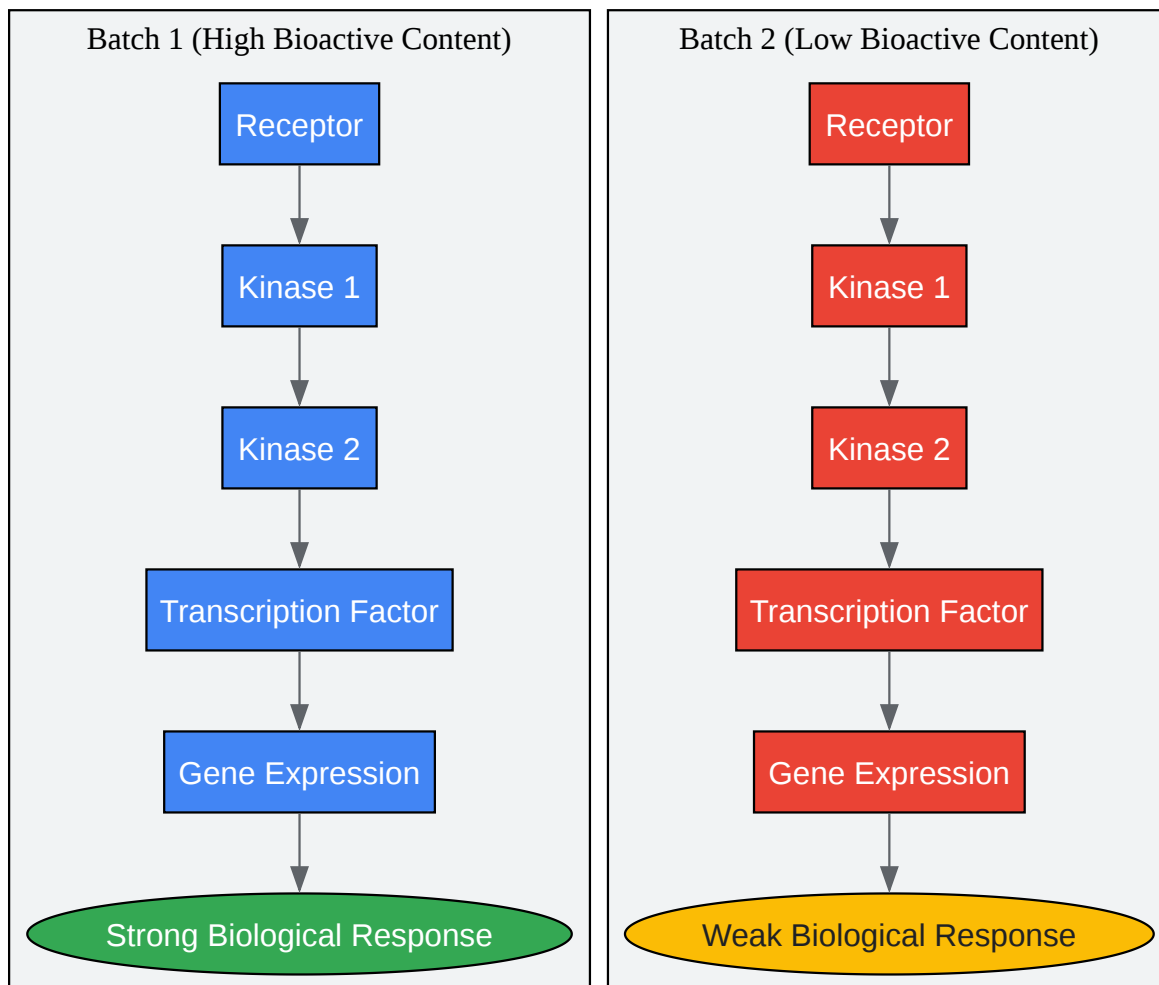 Batch 1 (High Bioactive Content)
Receptor
Kinase 1
Kinase 2
Transcription Factor
Gene Expression
Strong Biological Response
Batch 2 (Low Bioactive Content)
Receptor
Kinase 1
Kinase 2
Transcription Factor
Gene Expression
Weak Biological Response